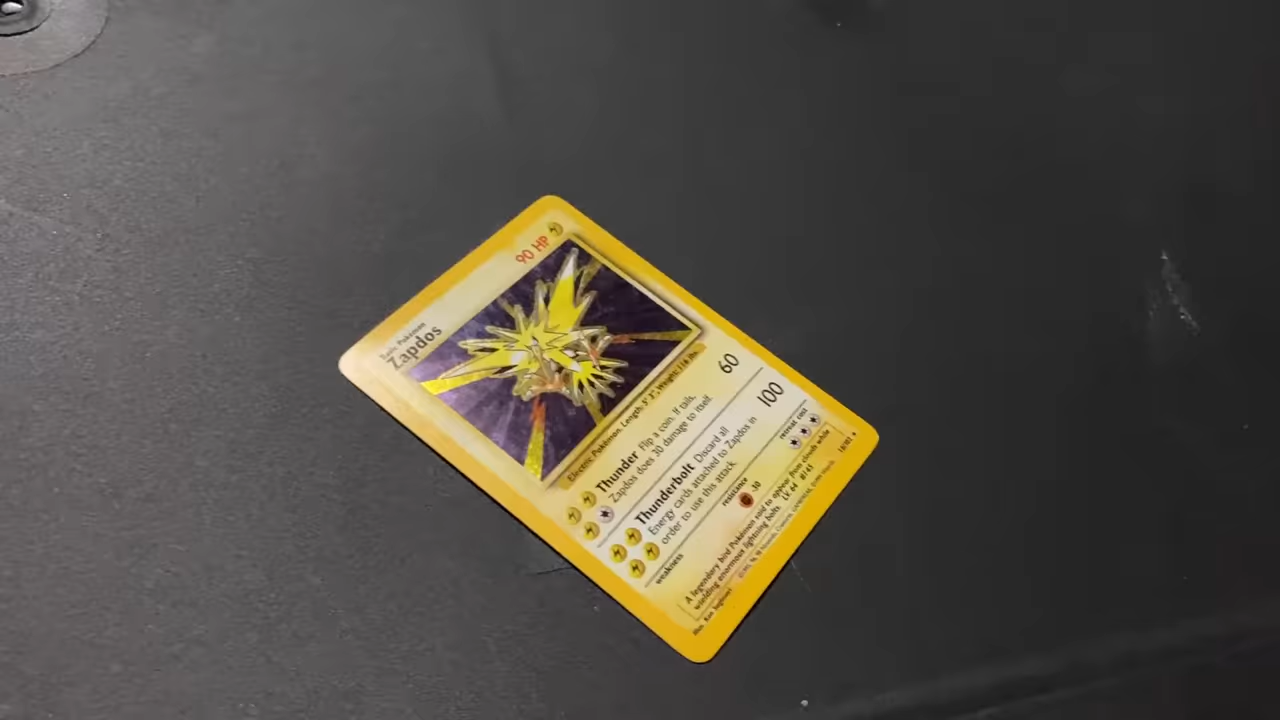 Basic Pokémon
Zapdos
90 HP
Electric Pokémon. Length: 5' 3", Weight: 116 lbs.
Thunder Flip a coin. If tails,
Zapdos does 30 damage to itself.
60
Thunderbolt Discard all
Energy cards attached to Zapdos in
order to use this attack.
100
weakness
resistance
-30
retreat cost
A legendary bird Pokémon said to appear from clouds while
wielding enormous lightning bolts. LV. 64 #145
Illus. Ken Sugimori
16/102 ★